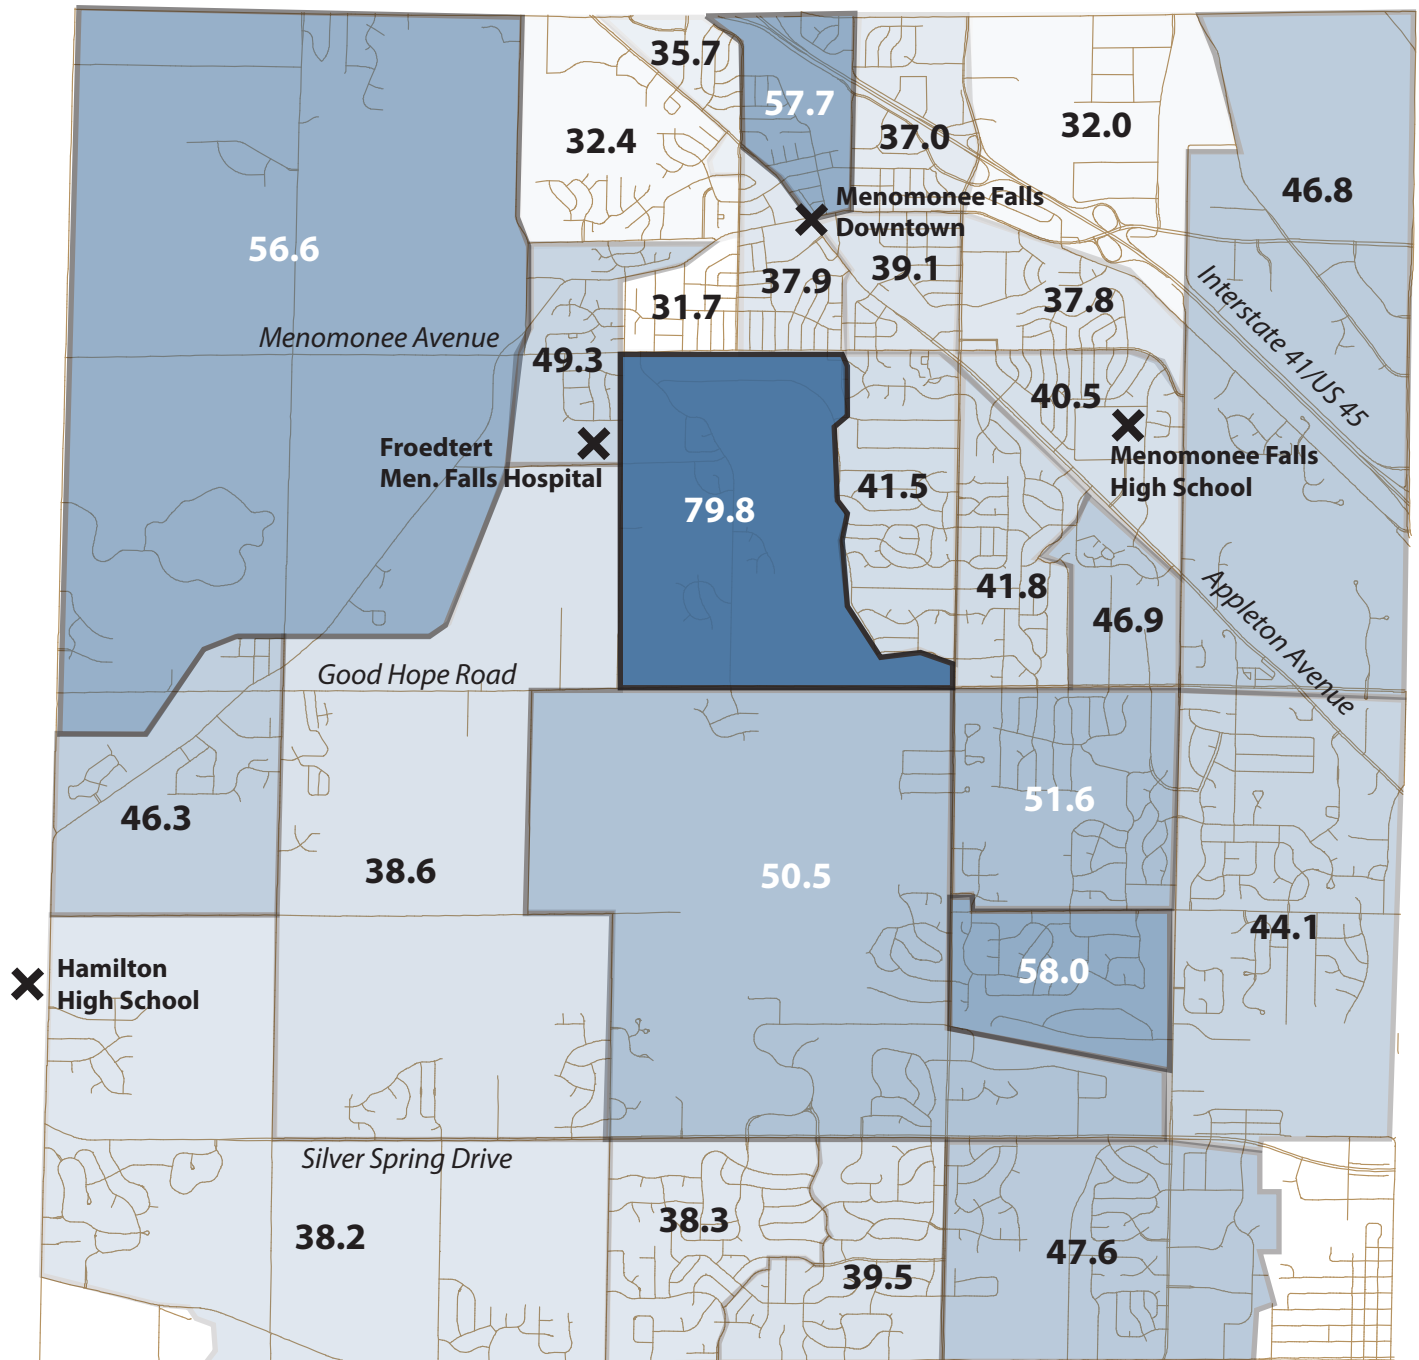 35.7
57.7
32.4
37.0
32.0
46.8
Menomonee Falls
Downtown
56.6
37.9
39.1
31.7
37.8
Interstate 41/US 45
Menomonee Avenue
49.3
40.5
Froedtert
Men. Falls Hospital
Menomonee Falls
High School
79.8
41.5
41.8
46.9
Appleton Avenue
Good Hope Road
46.3
38.6
50.5
51.6
44.1
58.0
Hamilton
High School
Silver Spring Drive
38.2
38.3
39.5
47.6